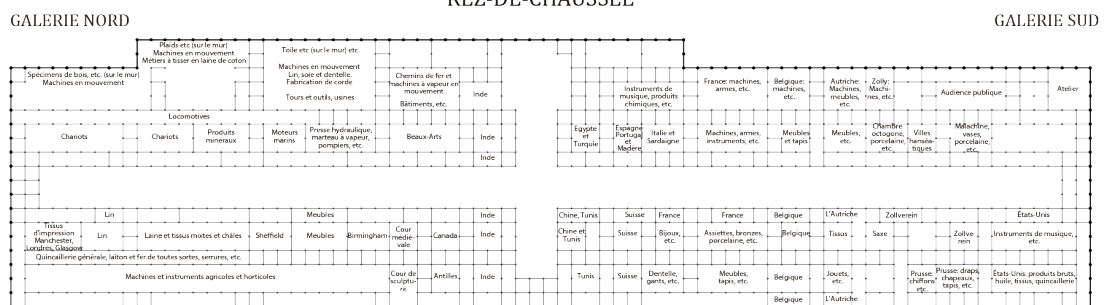 REZ-DE-CHAUSSÉE
GALERIE NORD
GALERIE SUD
Plaids etc (sur le mur)
Machines en mouvement
Métiers à tisser en laine de coton
Toile etc (sur le mur) etc.
Machines en mouvement
Lin, soie et dentelle.
Fabrication de corde
Tours et outils, usines
Spécimens de bois, etc. (sur le mur)
Machines en mouvement
Chemins de fer et
machines à vapeur en
mouvement
Bâtiments, etc.
Inde
Instruments de
musique, produits
chimiques, etc.
France: machines,
armes, etc.
Belgique:
machines,
etc.
Autriche:
Machines,
meubles,
etc.
Zolly:
Machi-
nes, etc.
Audience publique
Atelier
Locomotives
Chariots
Chariots
Produits
minéraux
Moteurs
marins
Presse hydraulique,
marteau à vapeur,
pompiers, etc.
Beaux-Arts
Inde
Egypte
et
Turquie
Espagne
Portugal
et
Madère
Italie et
Sardaigne
Machines, armes,
instruments, etc.
Meubles
et tapis
Meubles,
etc.
Chambre
octogone,
porcelaine,
etc.
Villes
hanséa-
tiques
Malachite,
vases,
porcelaine,
etc.
Inde
Lin
Meubles
Inde
Chine, Tunis
Suisse
France
France
Belgique
L'Autriche
Zollverein
États-Unis
Tissus
d'impression
Manchester,
Londres, Glasgow
Lin
Laine et tissus mixtes et châles
Sheffield
Meubles
Birmingham
Cour
médié-
vale
Canada
Inde
Chine et
Tunis
Suisse
Bijoux,
etc.
Assiettes, bronzes,
porcelaine, etc.
Belgique
Tissus
Saxe
Zollve
rein
Instruments de musique,
etc.
Quincaillerie générale, laiton et fer de toutes sortes, serrures, etc.
Machines et instruments agricoles et horticoles
Cour de
sculptu-
re
Antilles
Inde
Tunis
Suisse
Dentelle,
gants, etc.
Meubles,
tapis, etc.
Belgique
Jouets,
etc.
Prusse:
chiffons
etc.
Prusse: draps,
chapeaux,
tapis, etc.
États-Unis: produits bruts,
huile, tissus, quincaillerie
Belgique
L'Autriche